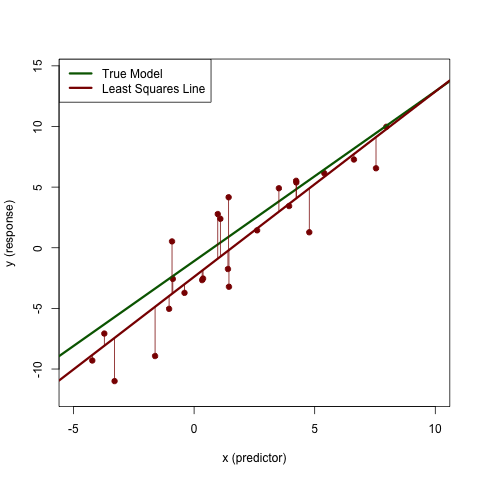 True Model
Least Squares Line
15
10
5
0
-5
-10
y (response)
-5 0 5 10
x (predictor)